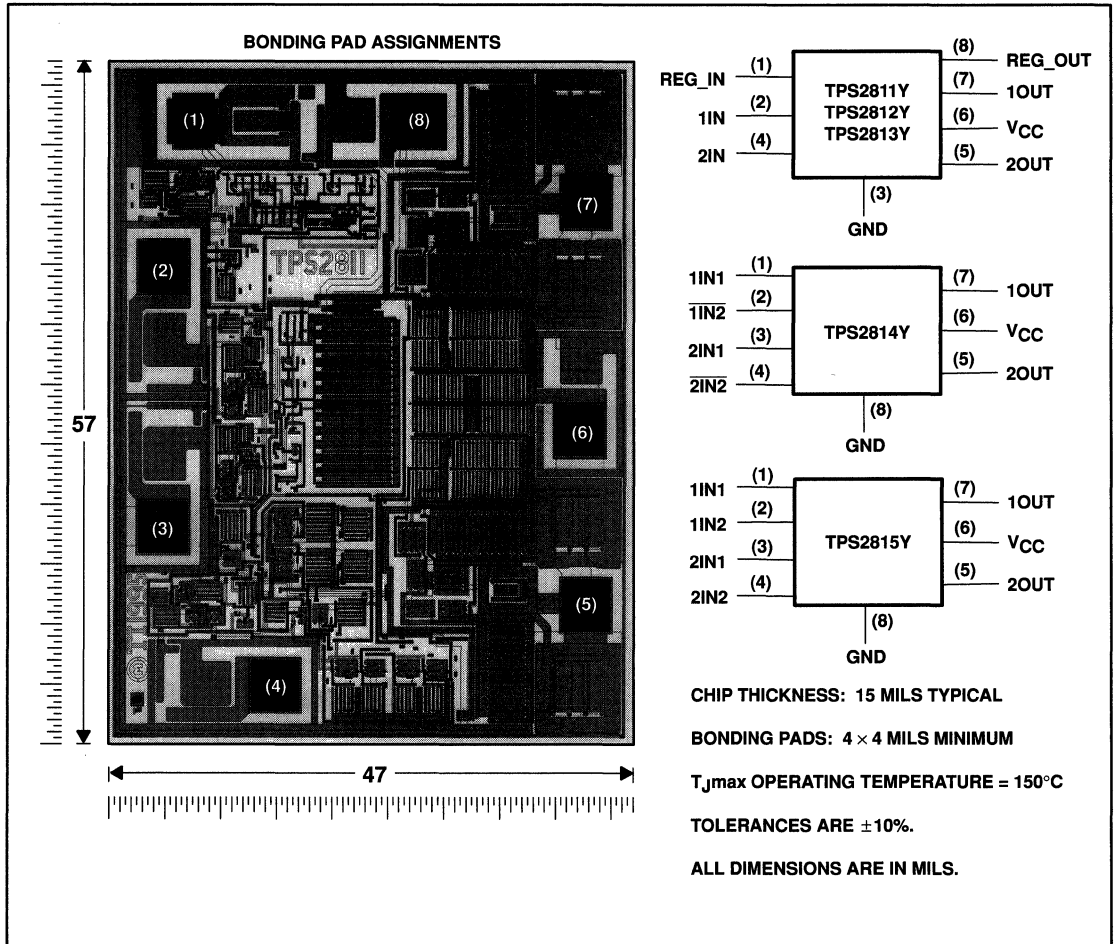 BONDING PAD ASSIGNMENTS
(1)
(8)
(7)
(2)
TPS2811
(6)
(3)
(5)
(4)
57
47
(1)
REG_IN
(2)
1IN
(4)
2IN
TPS2811Y
TPS2812Y
TPS2813Y
(8)
REG_OUT
(7)
1OUT
(6)
VCC
(5)
2OUT
(3)
GND
(1)
1IN1
(2)
1IN2
(3)
2IN1
(4)
2IN2
TPS2814Y
(7)
1OUT
(6)
VCC
(5)
2OUT
(8)
GND
(1)
1IN1
(2)
1IN2
(3)
2IN1
(4)
2IN2
TPS2815Y
(7)
1OUT
(6)
VCC
(5)
2OUT
(8)
GND
CHIP THICKNESS: 15 MILS TYPICAL
BONDING PADS: 4 × 4 MILS MINIMUM
TJmax OPERATING TEMPERATURE = 150°C
TOLERANCES ARE ±10%.
ALL DIMENSIONS ARE IN MILS.